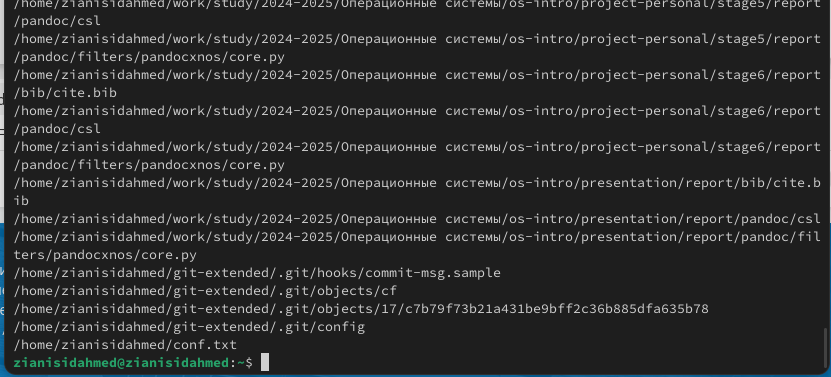 /home/zianisidahmed/work/study/2024-2025/Операционные системы/os-intro/project-personal/stage5/report
/pandoc/csl
/home/zianisidahmed/work/study/2024-2025/Операционные системы/os-intro/project-personal/stage5/report
/pandoc/filters/pandocxnos/core.py
/home/zianisidahmed/work/study/2024-2025/Операционные системы/os-intro/project-personal/stage6/report
/bib/cite.bib
/home/zianisidahmed/work/study/2024-2025/Операционные системы/os-intro/project-personal/stage6/report
/pandoc/csl
/home/zianisidahmed/work/study/2024-2025/Операционные системы/os-intro/project-personal/stage6/report
/pandoc/filters/pandocxnos/core.py
/home/zianisidahmed/work/study/2024-2025/Операционные системы/os-intro/presentation/report/bib/cite.b
ib
/home/zianisidahmed/work/study/2024-2025/Операционные системы/os-intro/presentation/report/pandoc/csl
/home/zianisidahmed/work/study/2024-2025/Операционные системы/os-intro/presentation/report/pandoc/fil
ters/pandocxnos/core.py
/home/zianisidahmed/git-extended/.git/hooks/commit-msg.sample
/home/zianisidahmed/git-extended/.git/objects/cf
/home/zianisidahmed/git-extended/.git/objects/17/c7b79f73b21a431be9bff2c36b885dfa635b78
/home/zianisidahmed/git-extended/.git/config
/home/zianisidahmed/conf.txt
zianisidahmed@zianisidahmed:~$